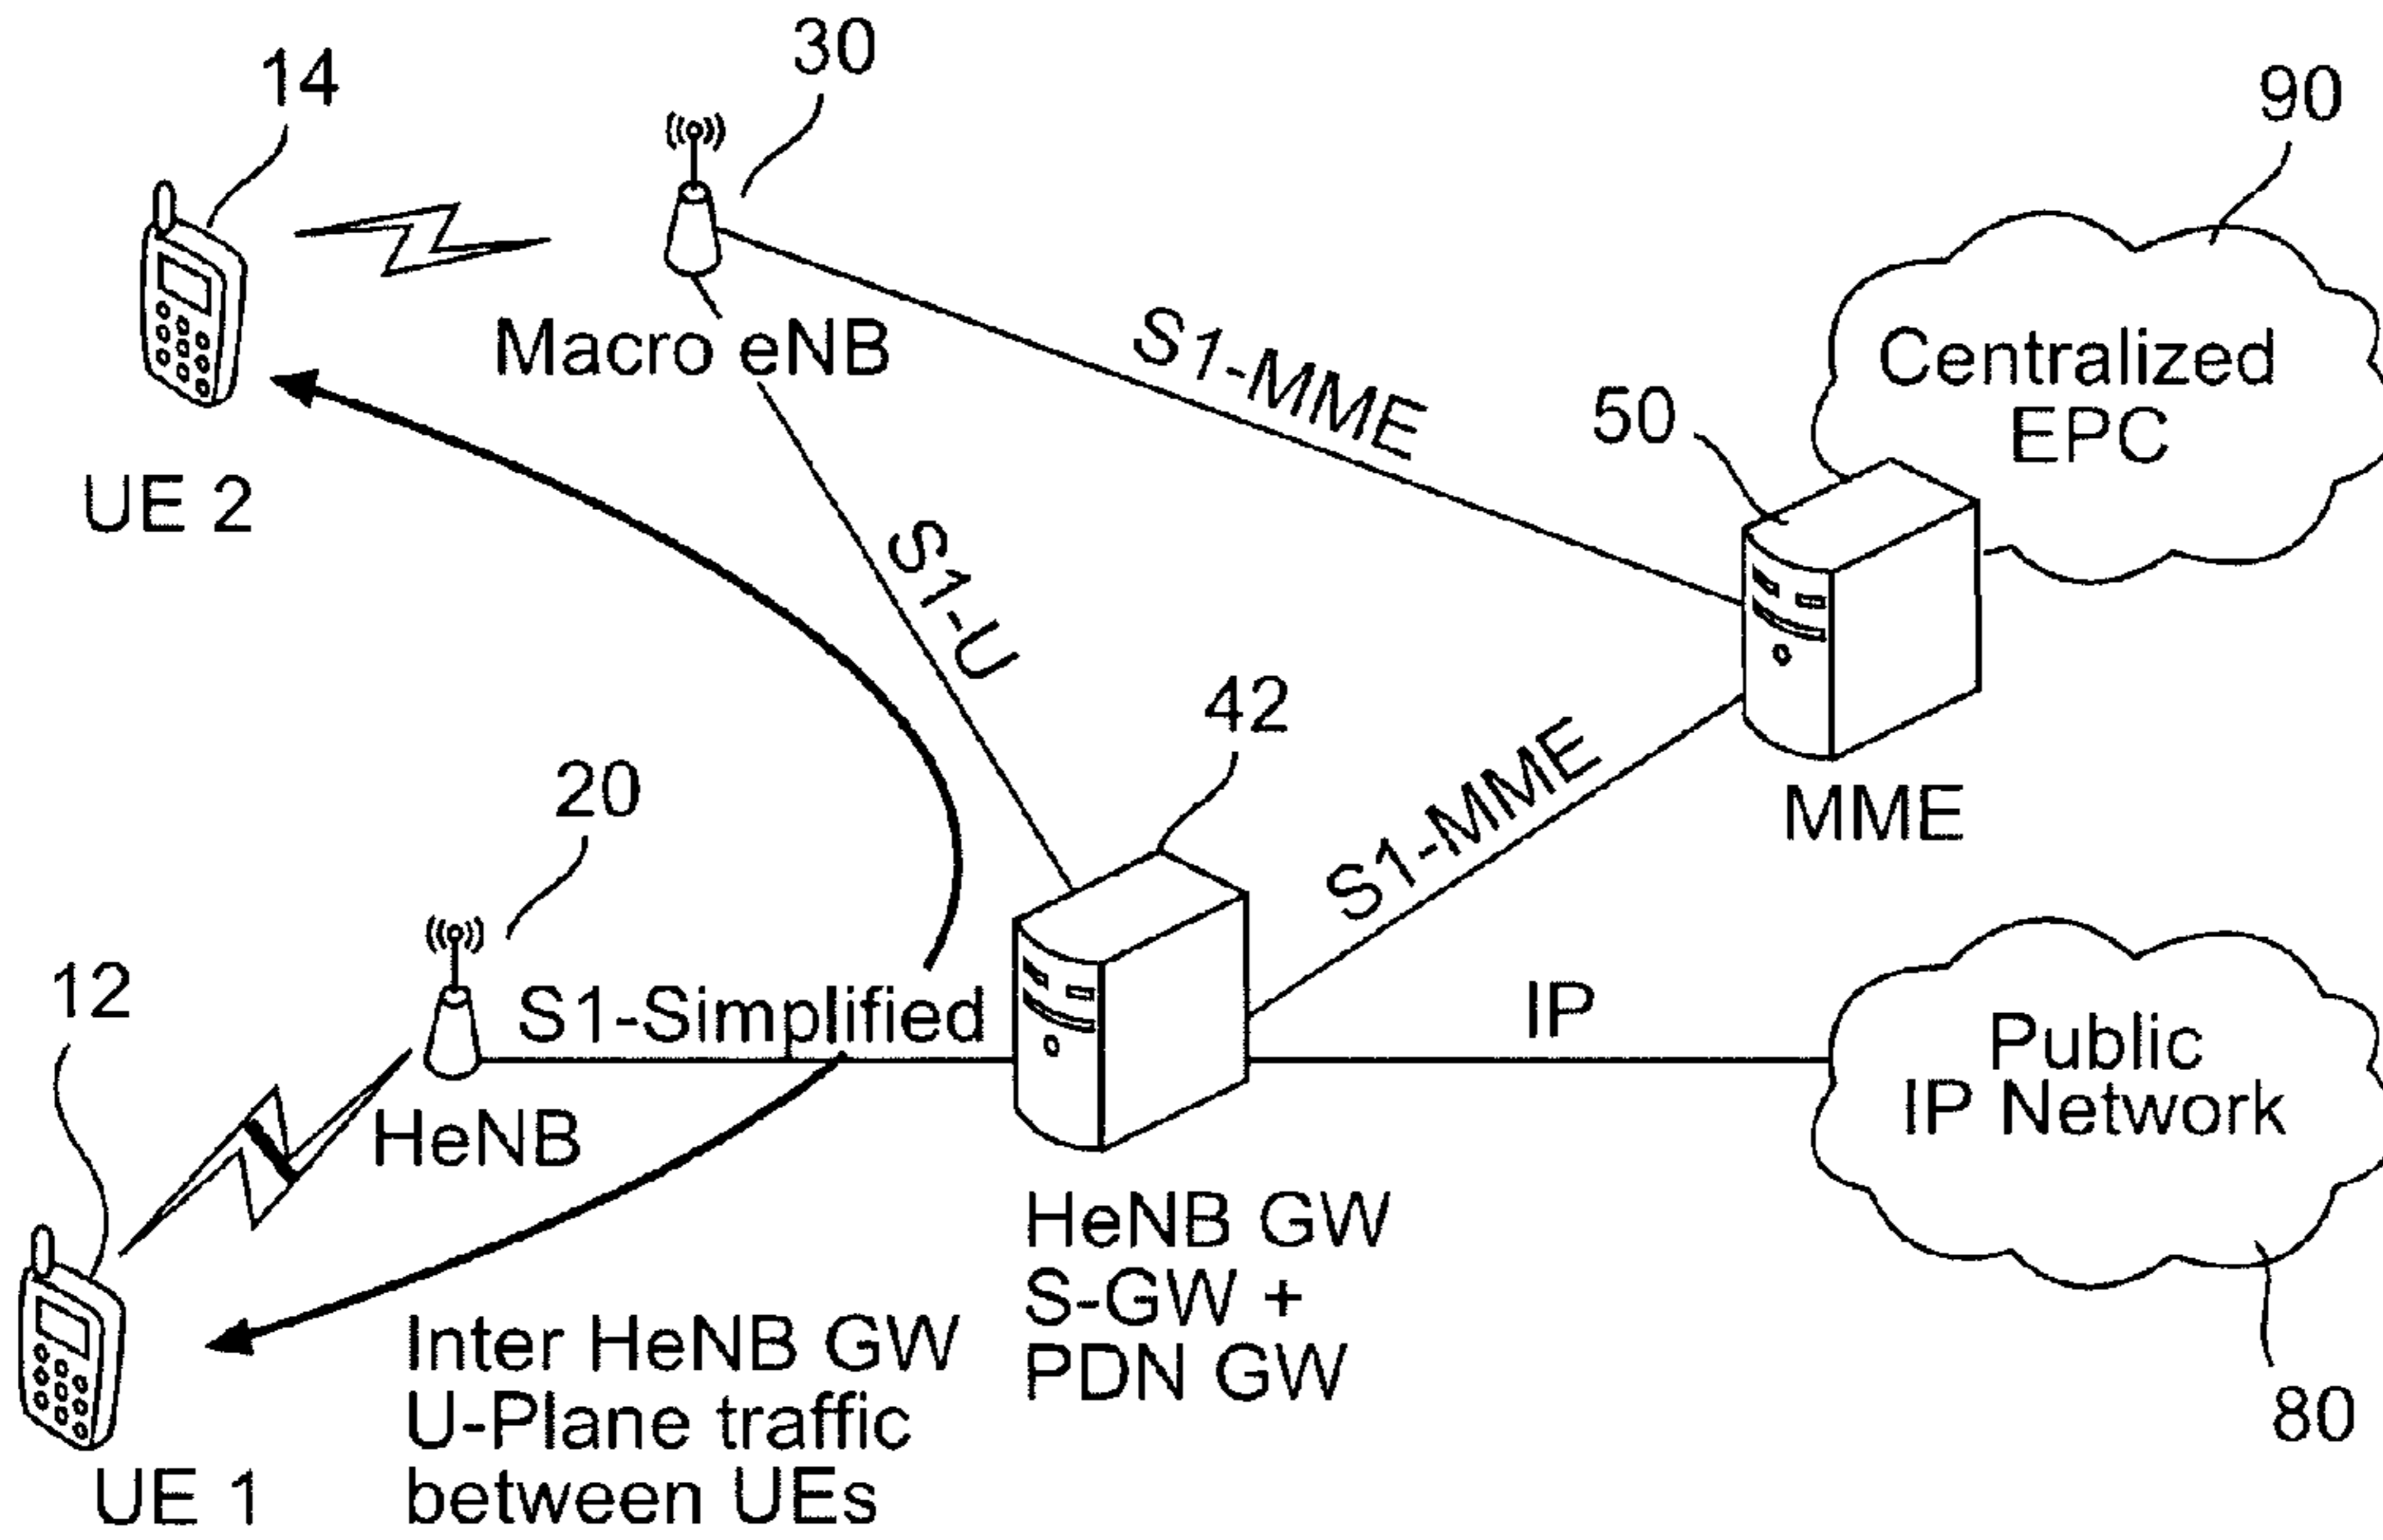 30
14
90
Macro eNB
S1-MME
Centralized
EPC
50
UE 2
S1-U
42
20
MME
S1-MME
12
S1-Simplified
IP
Public
IP Network
HeNB
HeNB GW
S-GW +
PDN GW
Inter HeNB GW
U-Plane traffic
between UEs
80
UE 1